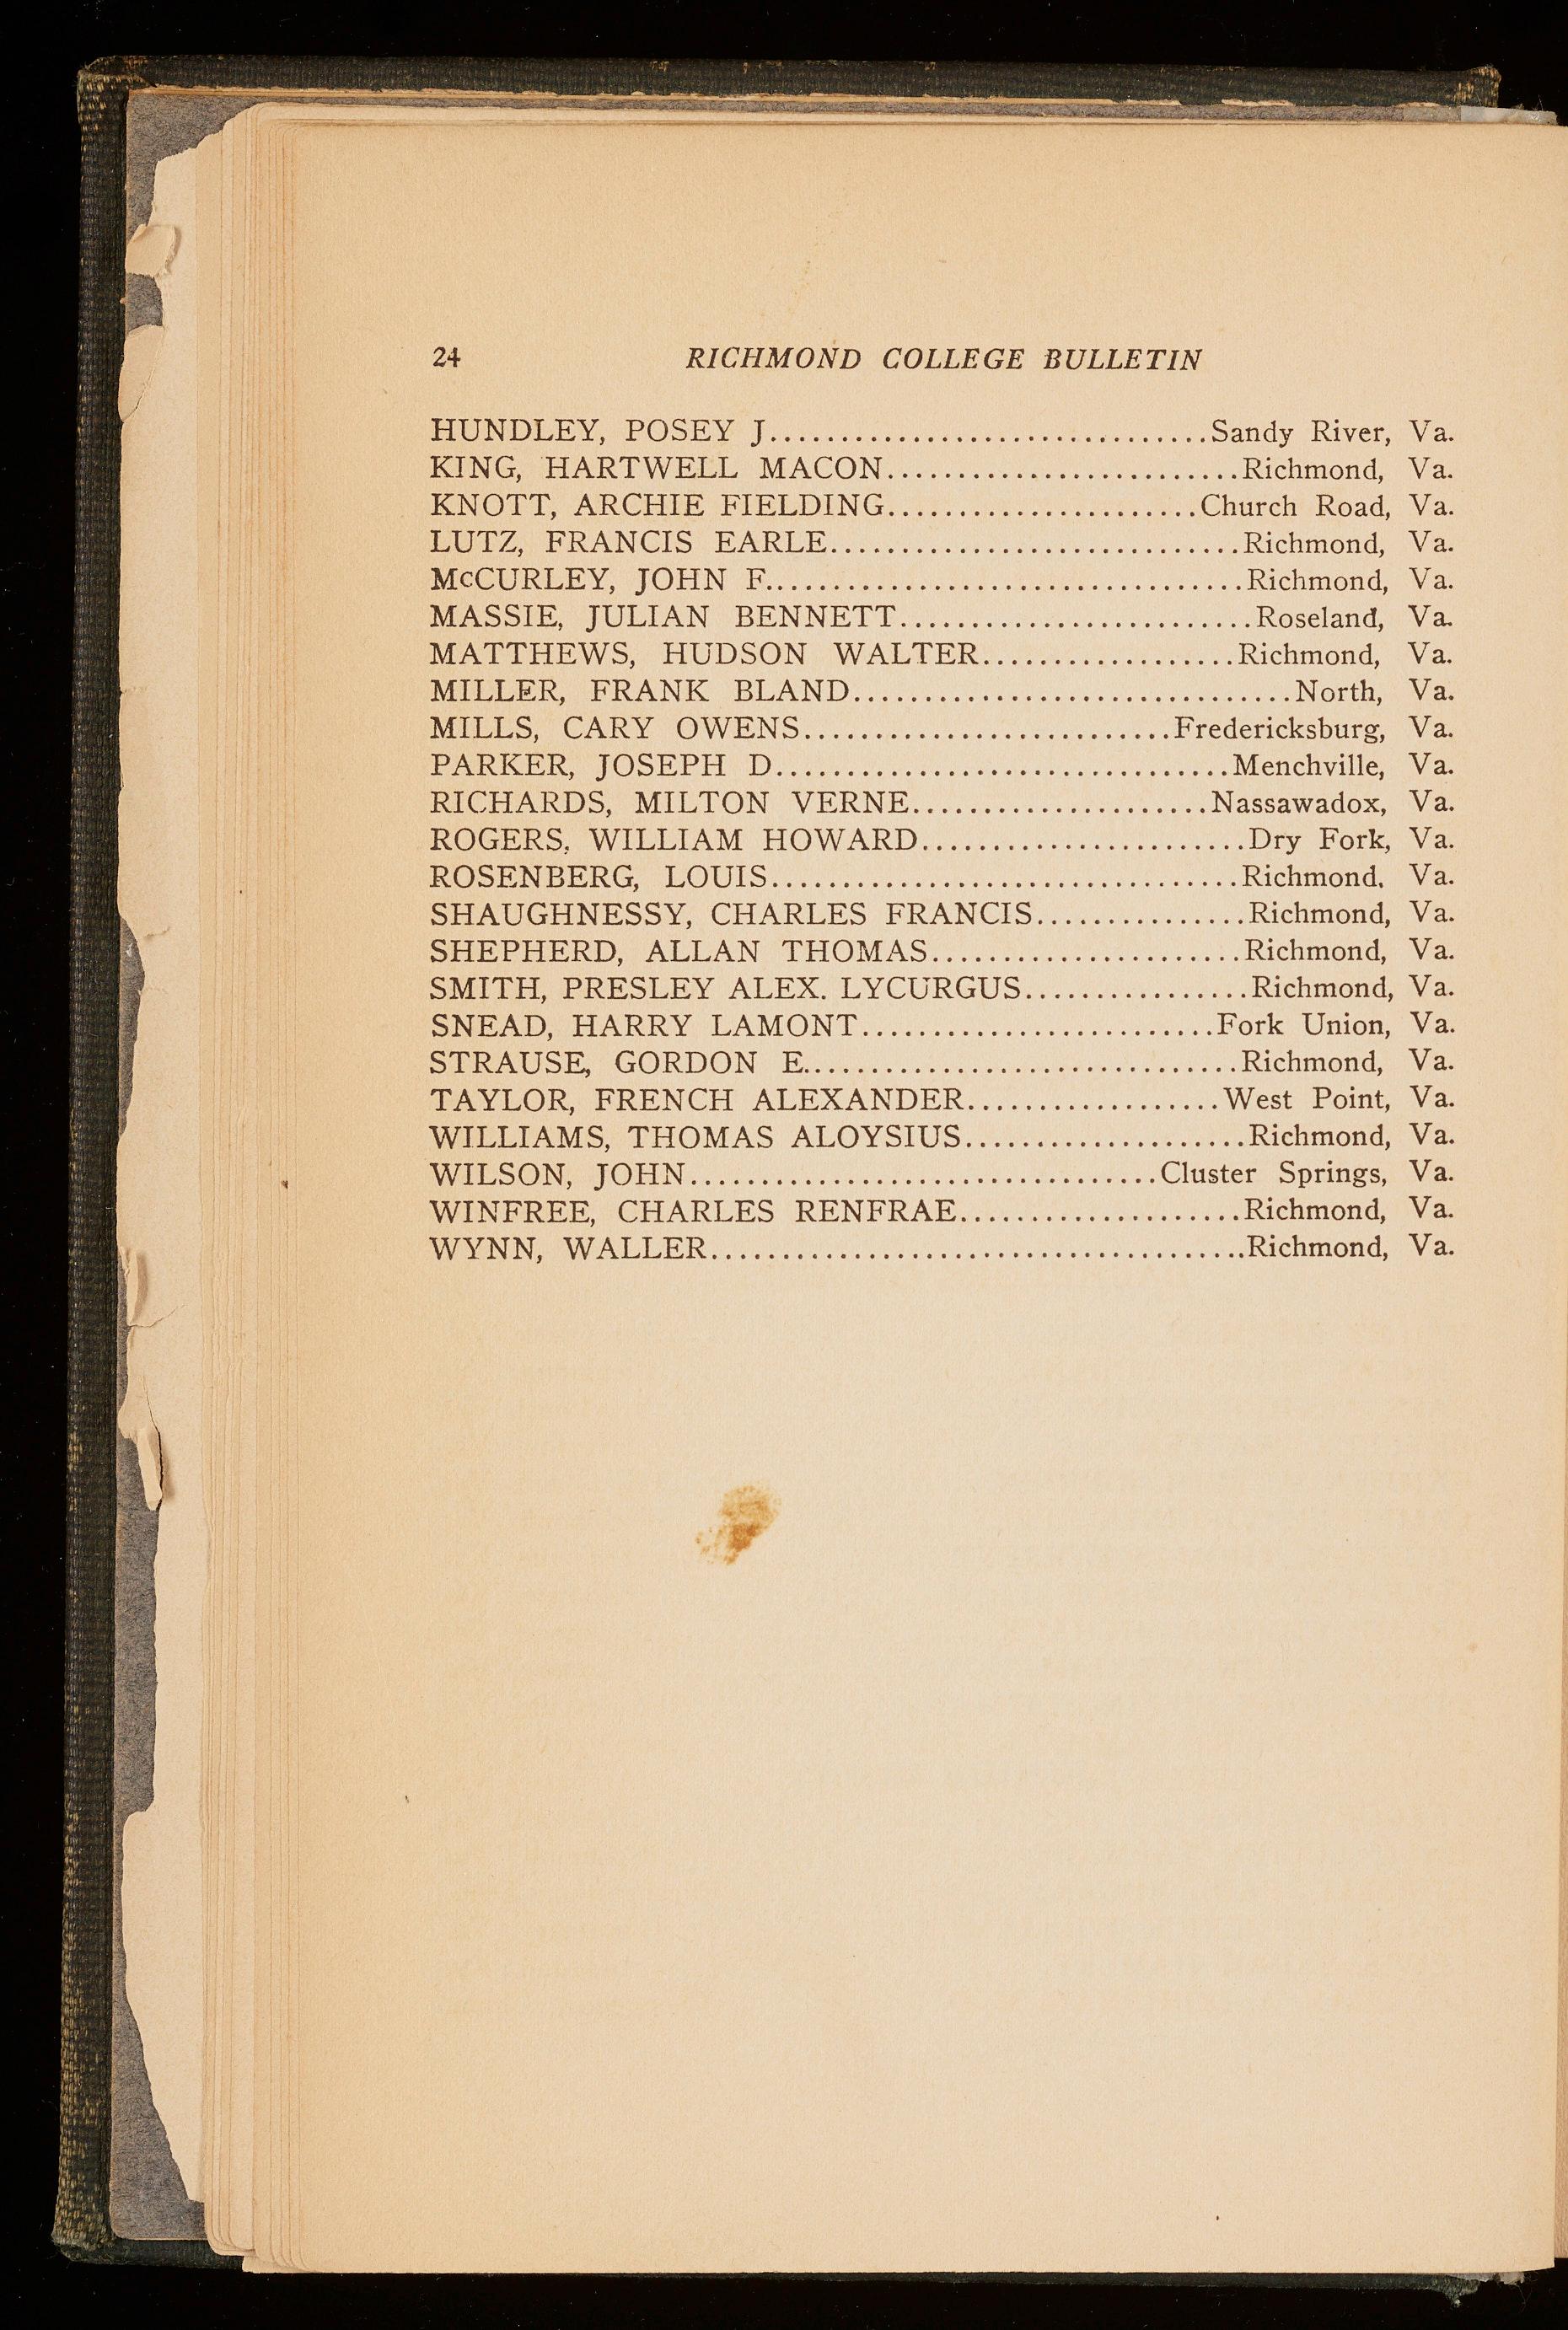 24 RICHMOND COLLEGE BULLETIN
HUNDLEY, POSEY J...............................Sandy River, Va.
KING, HARTWELL MACON.........................Richmond, Va.
KNOTT, ARCHIE FIELDING......................Church Road, Va.
LUTZ, FRANCIS EARLE.............................Richmond, Va.
McCURLEY, JOHN F..................................Richmond, Va.
MASSIE, JULIAN BENNETT.........................Roseland, Va.
MATTHEWS, HUDSON WALTER..................Richmond, Va.
MILLER, FRANK BLAND...............................North, Va.
MILLS, CARY OWENS..........................Fredericksburg, Va.
PARKER, JOSEPH D................................Menchville, Va.
RICHARDS, MILTON VERNE.....................Nassawadox, Va.
ROGERS, WILLIAM HOWARD.......................Dry Fork, Va.
ROSENBERG, LOUIS.................................Richmond, Va.
SHAUGHNESSY, CHARLES FRANCIS...............Richmond, Va.
SHEPHERD, ALLAN THOMAS......................Richmond, Va.
SMITH, PRESLEY ALEX. LYCURGUS................Richmond, Va.
SNEAD, HARRY LAMONT.........................Fork Union, Va.
STRAUSE, GORDON E...............................Richmond, Va.
TAYLOR, FRENCH ALEXANDER..................West Point, Va.
WILLIAMS, THOMAS ALOYSIUS....................Richmond, Va.
WILSON, JOHN.................................Cluster Springs, Va.
WINFREE, CHARLES RENFRAE....................Richmond, Va.
WYNN, WALLER......................................Richmond, Va.